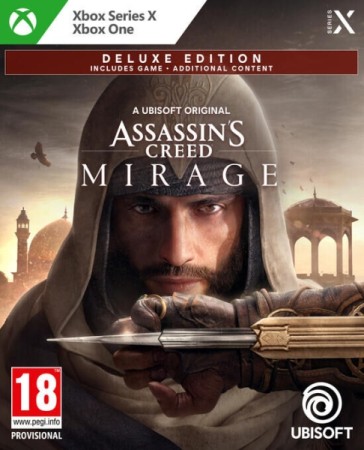 Xbox Series X
Xbox One
SERIES X
DELUXE EDITION
INCLUDES GAME • ADDITIONAL CONTENT
A UBISOFT ORIGINAL
ASSASSIN'S
CREED
MIRAGE
18
www.pegi.info
PROVISIONAL
UBISOFT